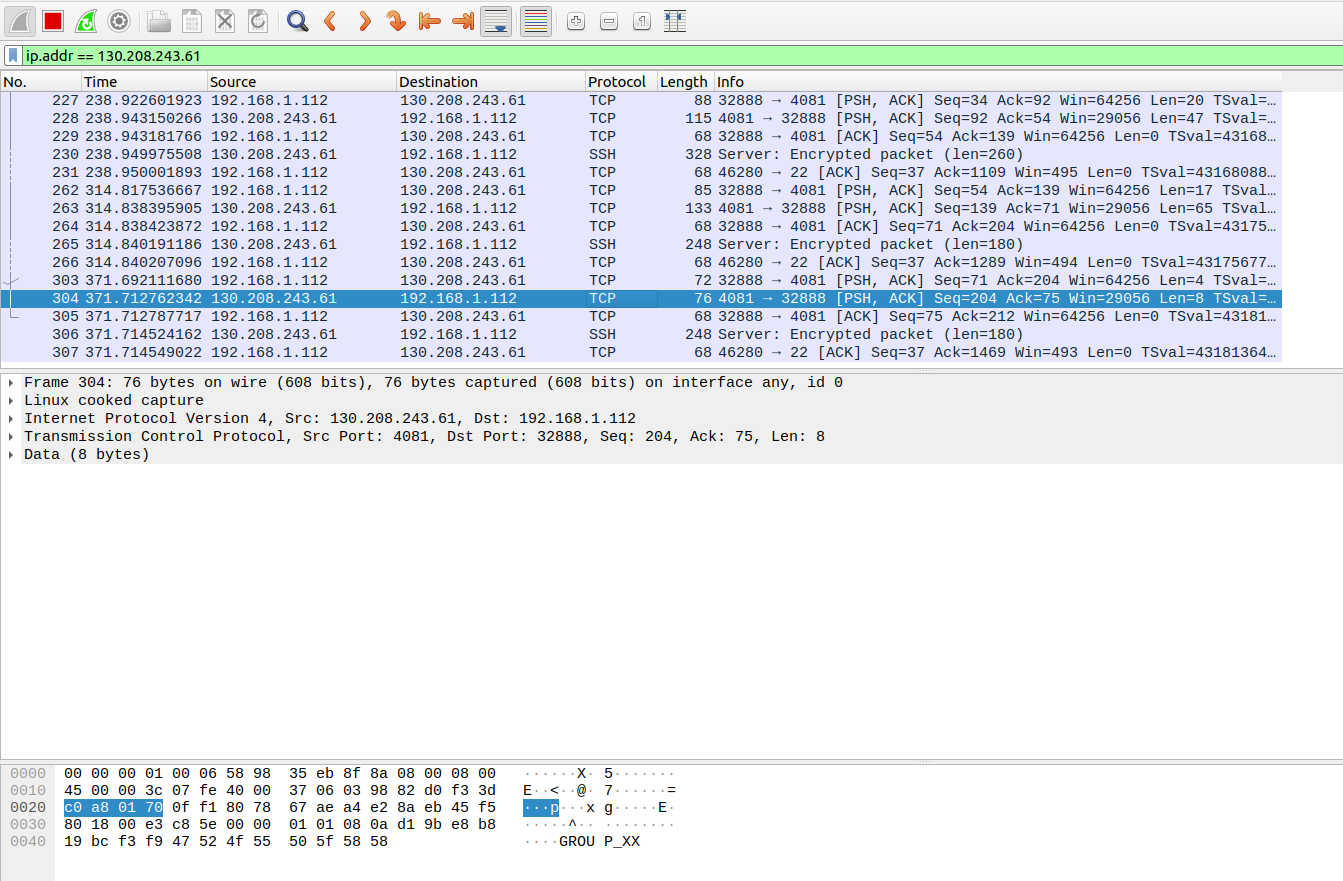 ip.addr == 130.208.243.61
No. Time Source Destination Protocol Length Info
227 238.922601923 192.168.1.112 130.208.243.61 TCP 88 32888 → 4081 [PSH, ACK] Seq=34 Ack=92 Win=64256 Len=20 TSval=…
228 238.943150266 130.208.243.61 192.168.1.112 TCP 115 4081 → 32888 [PSH, ACK] Seq=92 Ack=54 Win=29056 Len=47 TSval=…
229 238.943181766 192.168.1.112 130.208.243.61 TCP 68 32888 → 4081 [ACK] Seq=54 Ack=139 Win=64256 Len=0 TSval=43168…
230 238.949975508 130.208.243.61 192.168.1.112 SSH 328 Server: Encrypted packet (len=260)
231 238.950001893 192.168.1.112 130.208.243.61 TCP 68 46280 → 22 [ACK] Seq=37 Ack=1109 Win=495 Len=0 TSval=43168088…
262 314.817536667 192.168.1.112 130.208.243.61 TCP 85 32888 → 4081 [PSH, ACK] Seq=54 Ack=139 Win=64256 Len=17 TSval…
263 314.838395905 130.208.243.61 192.168.1.112 TCP 133 4081 → 32888 [PSH, ACK] Seq=139 Ack=71 Win=29056 Len=65 TSval…
264 314.838423872 192.168.1.112 130.208.243.61 TCP 68 32888 → 4081 [ACK] Seq=71 Ack=204 Win=64256 Len=0 TSval=43175…
265 314.840191186 130.208.243.61 192.168.1.112 SSH 248 Server: Encrypted packet (len=180)
266 314.840207096 192.168.1.112 130.208.243.61 TCP 68 46280 → 22 [ACK] Seq=37 Ack=1289 Win=494 Len=0 TSval=43175677…
303 371.692111680 192.168.1.112 130.208.243.61 TCP 72 32888 → 4081 [PSH, ACK] Seq=71 Ack=204 Win=64256 Len=4 TSval=…
304 371.712762342 130.208.243.61 192.168.1.112 TCP 76 4081 → 32888 [PSH, ACK] Seq=204 Ack=75 Win=29056 Len=8 TSval=…
305 371.712787717 192.168.1.112 130.208.243.61 TCP 68 32888 → 4081 [ACK] Seq=75 Ack=212 Win=64256 Len=0 TSval=43181…
306 371.714524162 130.208.243.61 192.168.1.112 SSH 248 Server: Encrypted packet (len=180)
307 371.714549022 192.168.1.112 130.208.243.61 TCP 68 46280 → 22 [ACK] Seq=37 Ack=1469 Win=493 Len=0 TSval=43181364…
Frame 304: 76 bytes on wire (608 bits), 76 bytes captured (608 bits) on interface any, id 0
Linux cooked capture
Internet Protocol Version 4, Src: 130.208.243.61, Dst: 192.168.1.112
Transmission Control Protocol, Src Port: 4081, Dst Port: 32888, Seq: 204, Ack: 75, Len: 8
Data (8 bytes)
0000 00 00 00 01 00 06 58 98 35 eb 8f 8a 08 00 08 00 ······X· 5·······
0010 45 00 00 3c 07 fe 40 00 37 06 03 98 82 d0 f3 3d E··<··@· 7······=
0020 c0 a8 01 70 0f f1 80 78 67 ae a4 e2 8a eb 45 f5 ···p···x g·····E·
0030 80 18 00 e3 c8 5e 00 00 01 01 08 0a d1 9b e8 b8 ·····^·· ········
0040 19 bc f3 f9 47 52 4f 55 50 5f 58 58 ····GROU P_XX